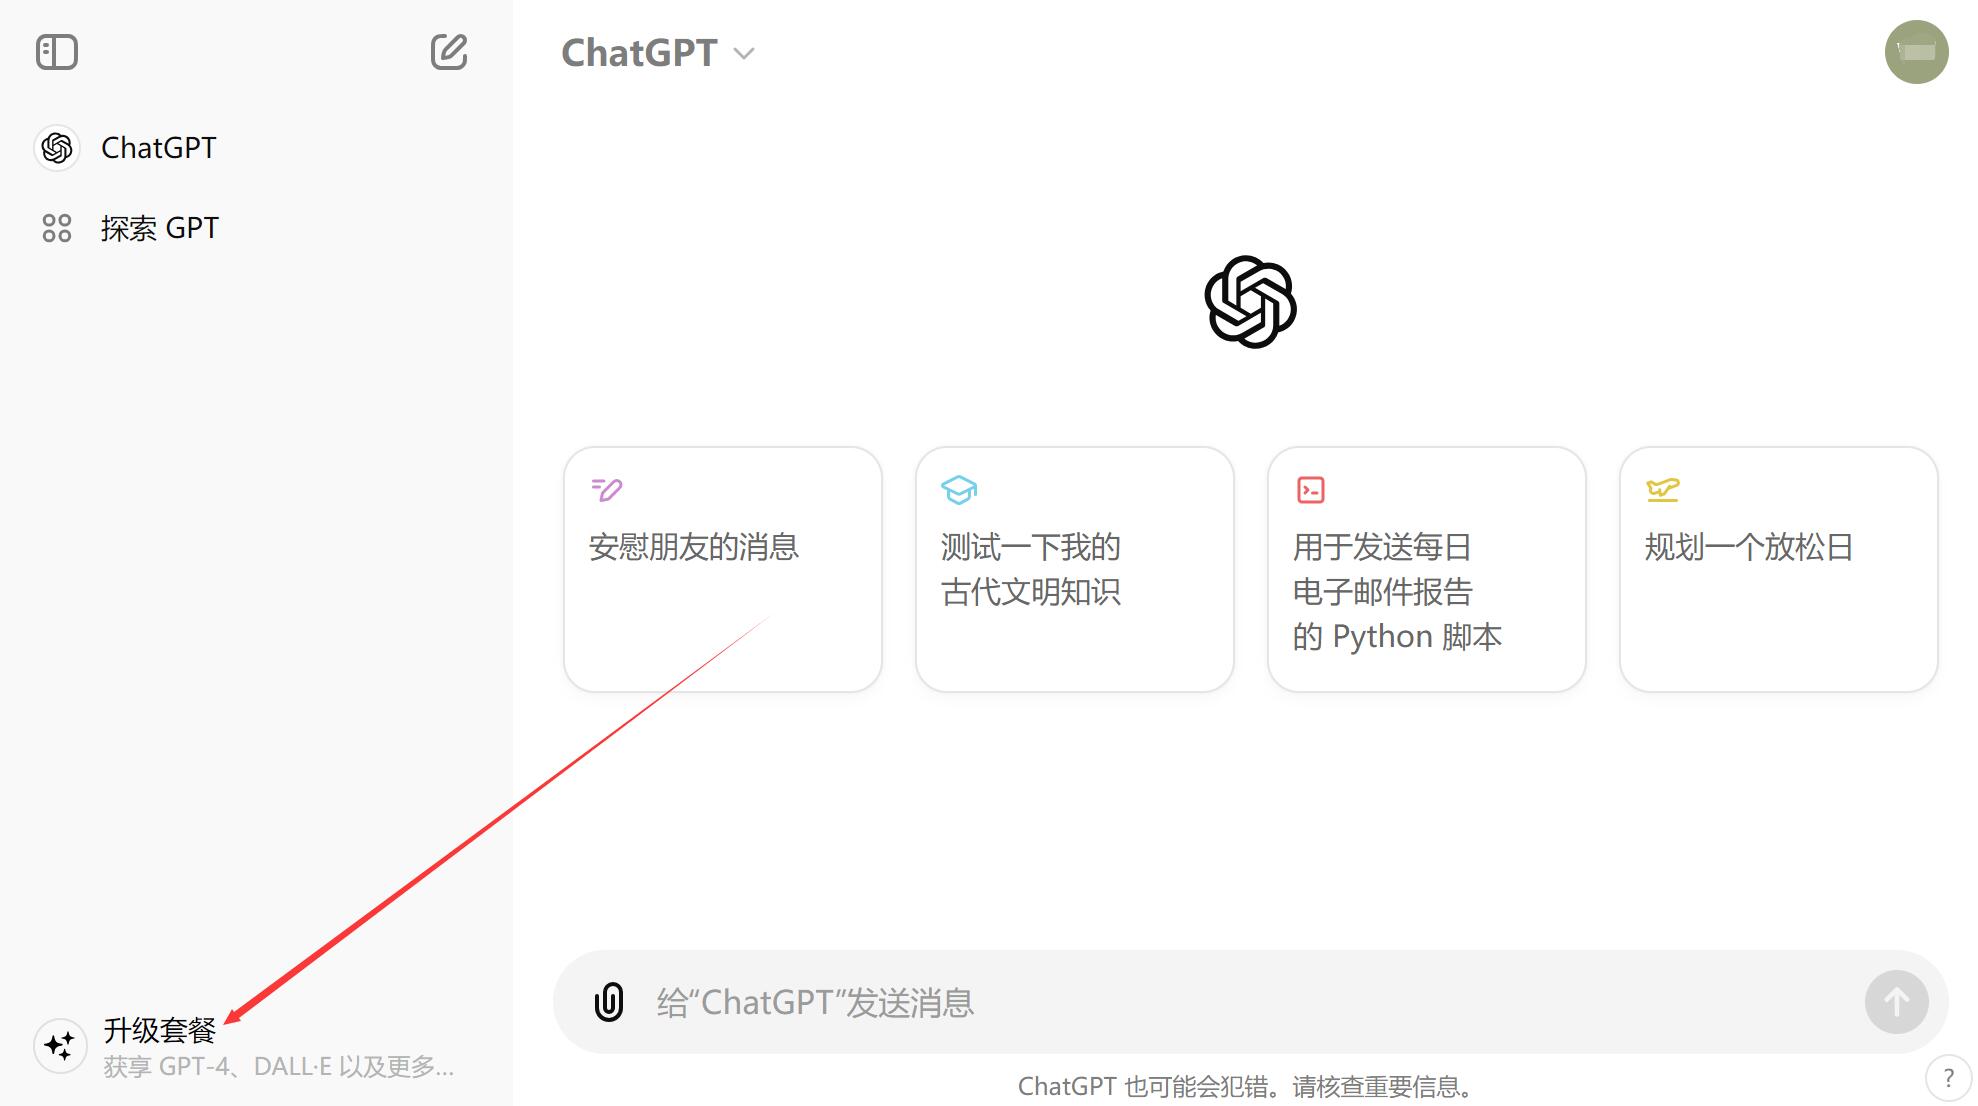 ChatGPT
ChatGPT
探索 GPT
安慰朋友的消息
测试一下我的
古代文明知识
用于发送每日
电子邮件报告
的 Python 脚本
规划一个放松日
升级套餐
获享 GPT-4、DALL·E 以及更多...
给“ChatGPT”发送消息
ChatGPT 也可能会犯错。请核查重要信息。
?